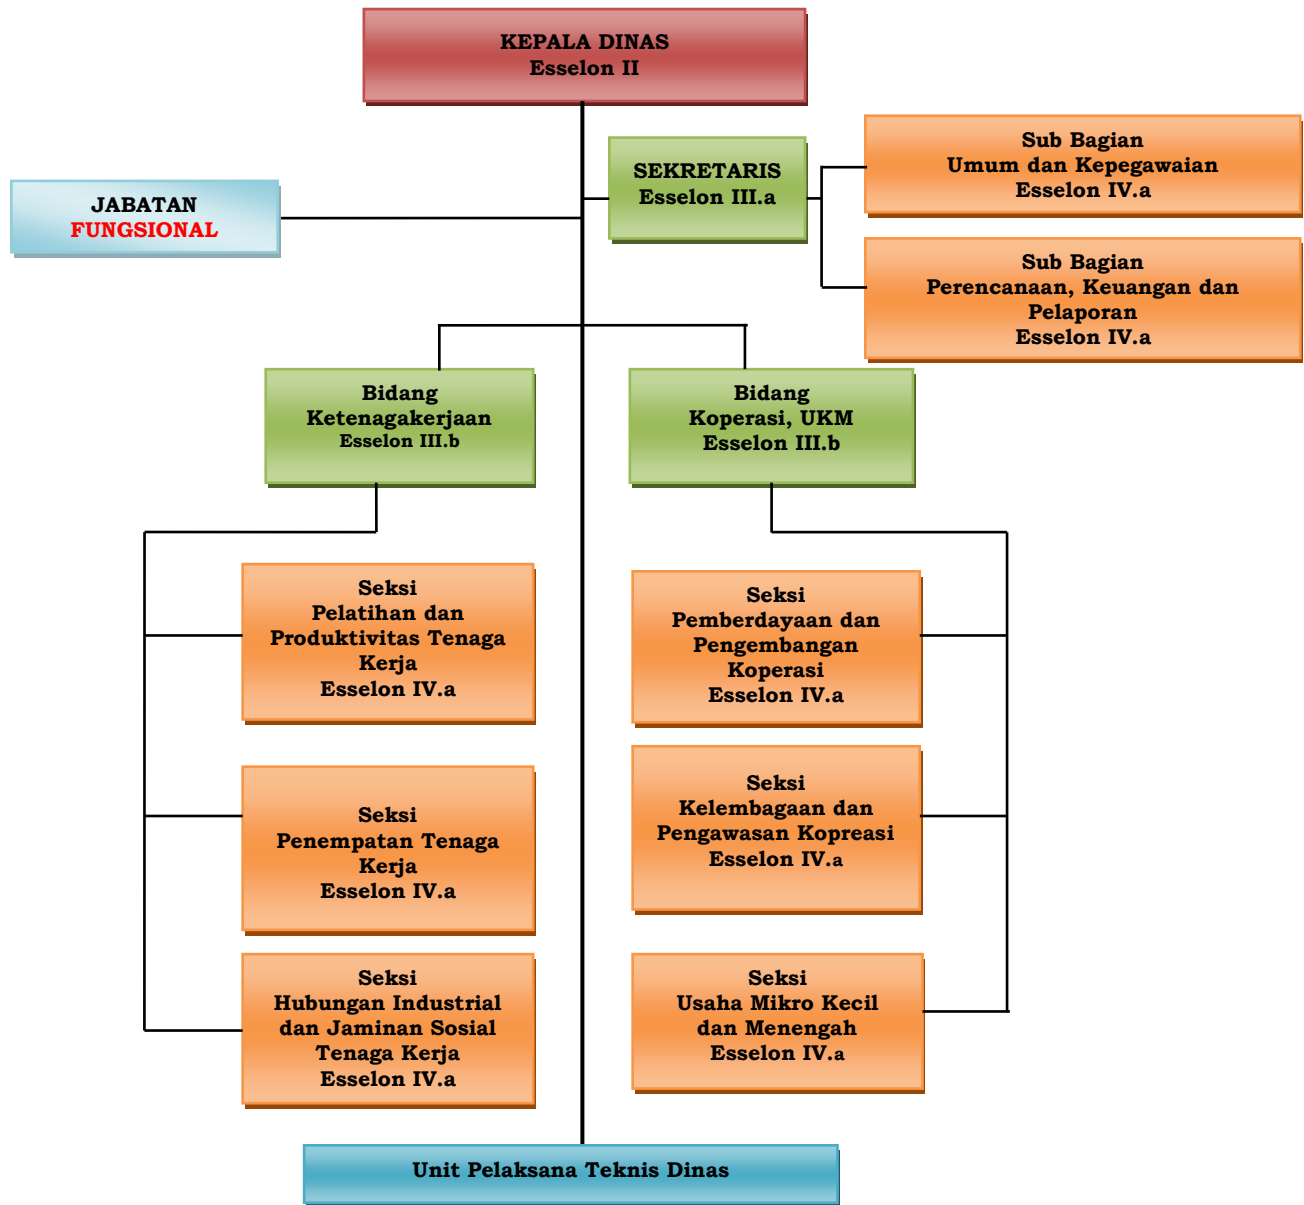 KEPALA DINAS
Esselon II
SEKRETARIS
Esselon III.a
Sub Bagian
Umum dan Kepegawaian
Esselon IV.a
JABATAN
FUNGSIONAL
Sub Bagian
Perencanaan, Keuangan dan
Pelaporan
Esselon IV.a
Bidang
Ketenagakerjaan
Esselon III.b
Bidang
Koperasi, UKM
Esselon III.b
Seksi
Pelatihan dan
Produktivitas Tenaga
Kerja
Esselon IV.a
Seksi
Pemberdayaan dan
Pengembangan
Koperasi
Esselon IV.a
Seksi
Penempatan Tenaga
Kerja
Esselon IV.a
Seksi
Kelembagaan dan
Pengawasan Kopreasi
Esselon IV.a
Seksi
Hubungan Industrial
dan Jaminan Sosial
Tenaga Kerja
Esselon IV.a
Seksi
Usaha Mikro Kecil
dan Menengah
Esselon IV.a
Unit Pelaksana Teknis Dinas